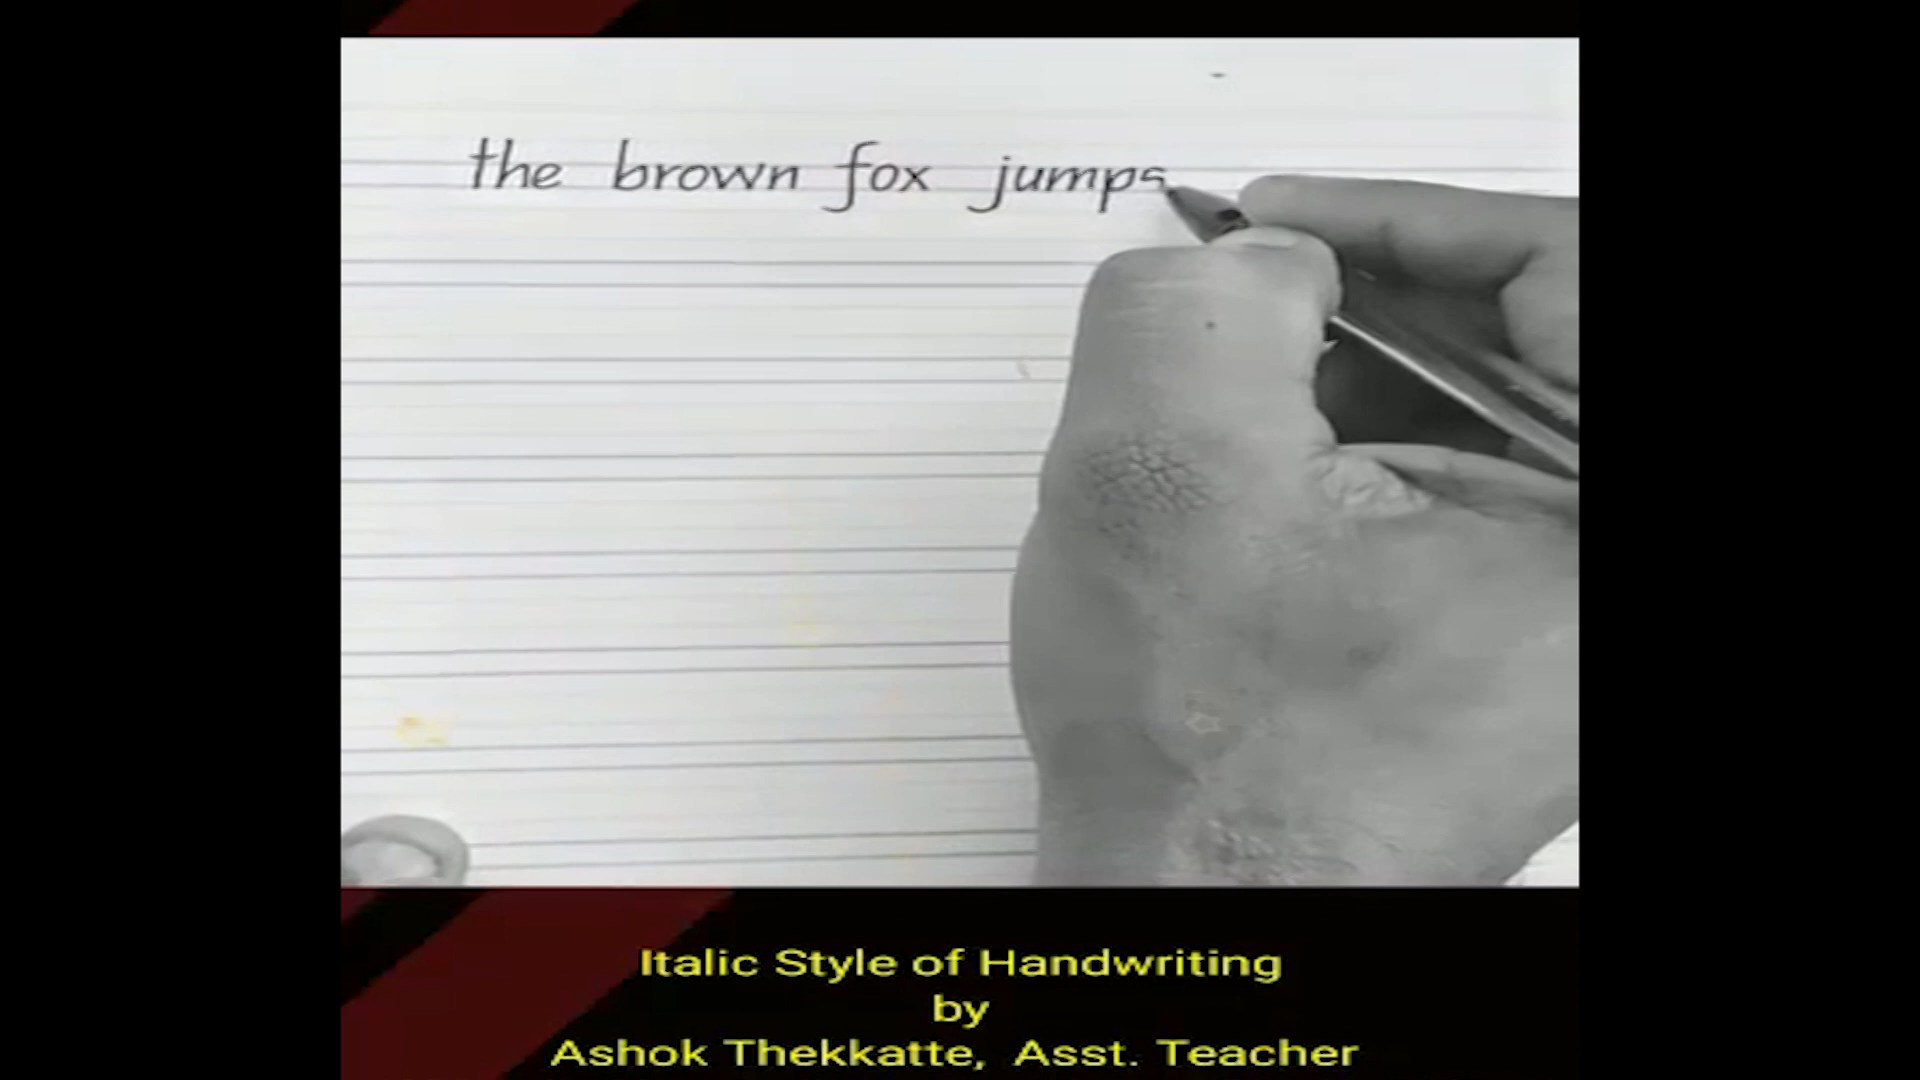 the brown fox jumps
Italic Style of Handwriting
by
Ashok Thekkatte, Asst. Teacher